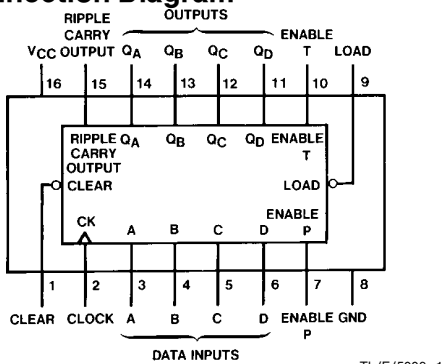 RIPPLE OUTPUTS
CARRY ENABLE
VCC OUTPUT QA QB QC QD T LOAD
16 15 14 13 12 11 10 9
RIPPLE QA QB QC QD ENABLE
CARRY T
OUTPUT
CLEAR LOAD
CK ENABLE
A B C D P
1 2 3 4 5 6 7 8
CLEAR CLOCK A B C D ENABLE GND
P
DATA INPUTS